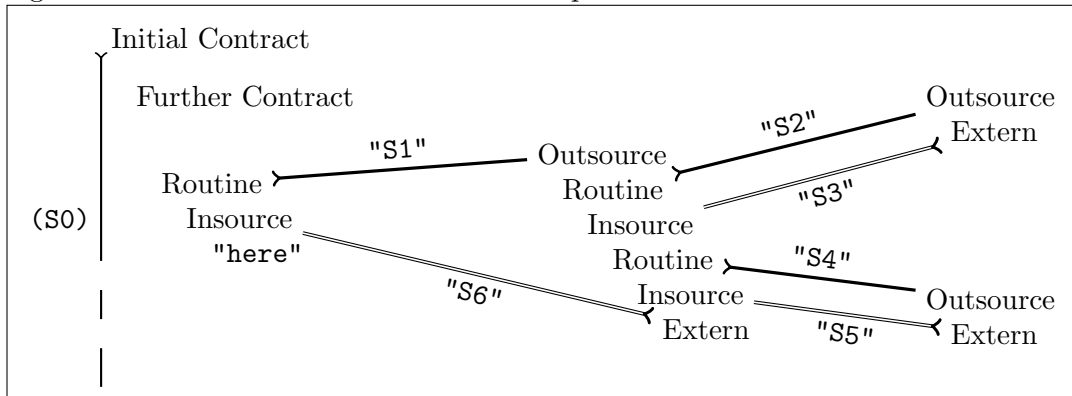 Initial Contract
Further Contract
Outsource
"S2"
Extern
"S1"
Outsource
Routine
Routine
"S3"
(S0)
Insource
Insource
"here"
Routine
"S4"
"S6"
Insource
Outsource
Extern
"S5"
Extern